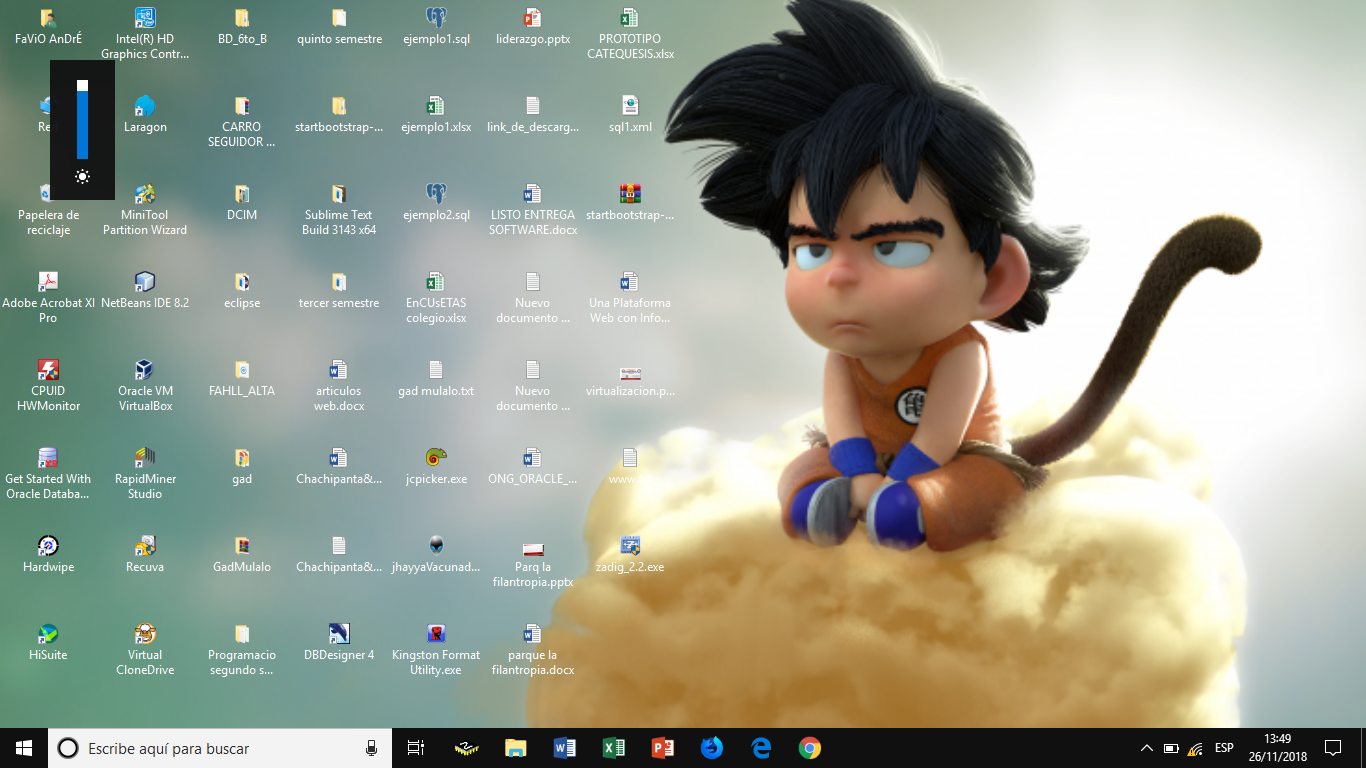 FaViO AnDrÉ
Intel(R) HD
Graphics Contr...
BD_6to_B
quinto semestre
ejemplo1.sql
liderazgo.pptx
PROTOTIPO
CATEQUESIS.xlsx
Red
Laragon
CARRO
SEGUIDOR ...
startbootstrap-...
ejemplo1.xlsx
link_de_descarg...
sql1.xml
Papelera de
reciclaje
MiniTool
Partition Wizard
DCIM
Sublime Text
Build 3143 x64
ejemplo2.sql
LISTO ENTREGA
SOFTWARE.docx
startbootstrap-...
Adobe Acrobat XI
Pro
NetBeans IDE 8.2
eclipse
tercer semestre
EnCUsETAS
colegio.xlsx
Nuevo
documento ...
Una Plataforma
Web con Info...
CPUID
HWMonitor
Oracle VM
VirtualBox
FAHLL_ALTA
articulos
web.docx
gad mulalo.txt
Nuevo
documento ...
virtualizacion.p...
Get Started With
Oracle Databa...
RapidMiner
Studio
gad
Chachipanta&...
jcpicker.exe
ONG_ORACLE_...
www.
Hardwipe
Recuva
GadMulalo
Chachipanta&...
jhayyaVacunad...
Parq la
filantropia.pptx
zadig_2.2.exe
HiSuite
Virtual
CloneDrive
Programacio
segundo s...
DBDesigner 4
Kingston Format
Utility.exe
parque la
filantropia.docx
Escribe aquí para buscar
ESP
13:49
26/11/2018